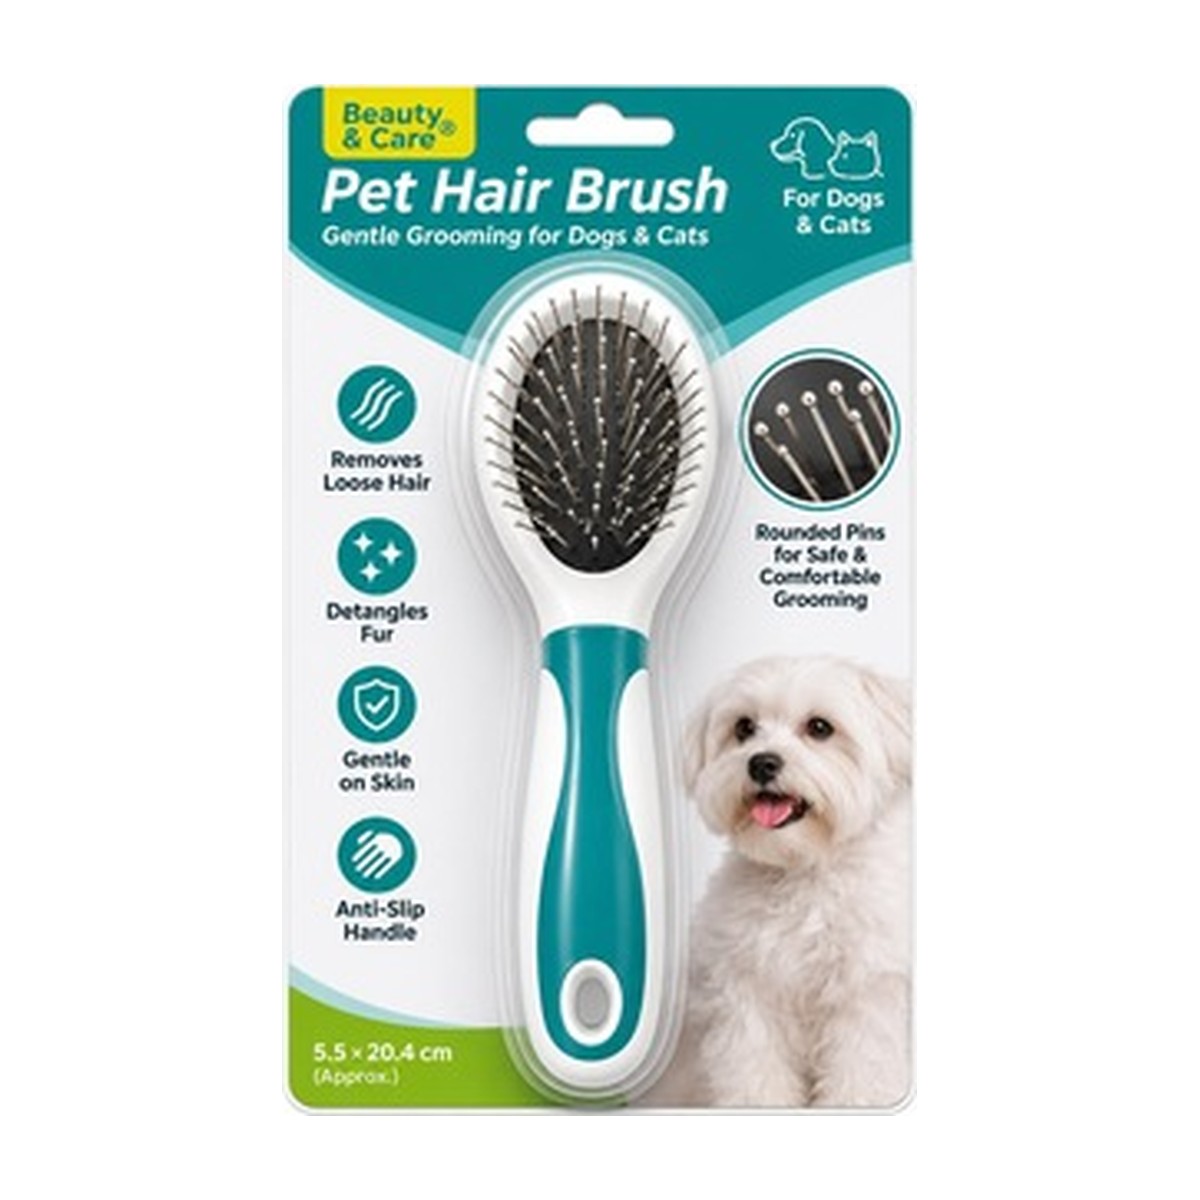 Beauty
& Care®
Pet Hair Brush
Gentle Grooming for Dogs & Cats
For Dogs
& Cats
Removes
Loose Hair
Detangles
Fur
Gentle
on Skin
Anti-Slip
Handle
Rounded Pins
for Safe &
Comfortable
Grooming
5.5 × 20.4 cm
(Approx.)